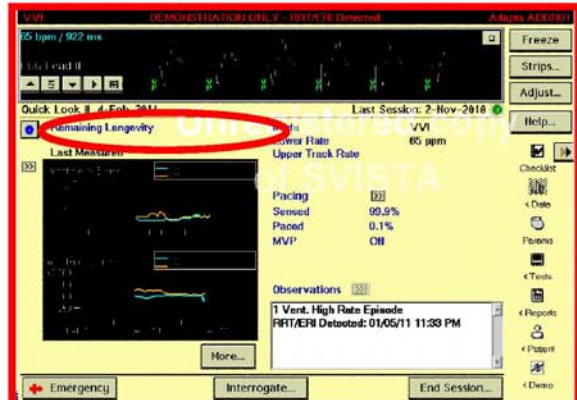 VVI DEMONSTRATION ONLY - RRT/ERI Detected Adapta ADDR01
65 bpm / 922 ms
Lead II
5
Freeze
Strips...
Adjust...
Help...
Quick Look II 4-Feb-2011 Last Session: 2-Nov-2010
Remaining Longevity
Last Measured
Mode VVI
Lower Rate 65 ppm
Upper Track Rate
Unregistered copy
of SVISTA
Pacing
Sensed 99.9%
Paced 0.1%
MVP Off
Observations
1 Vent. High Rate Episode
RRT/ERI Detected: 01/05/11 11:33 PM
More...
Checklist
< Data
Params
< Tests
< Reports
< Patient
< Demo
Emergency
Interrogate...
End Session...